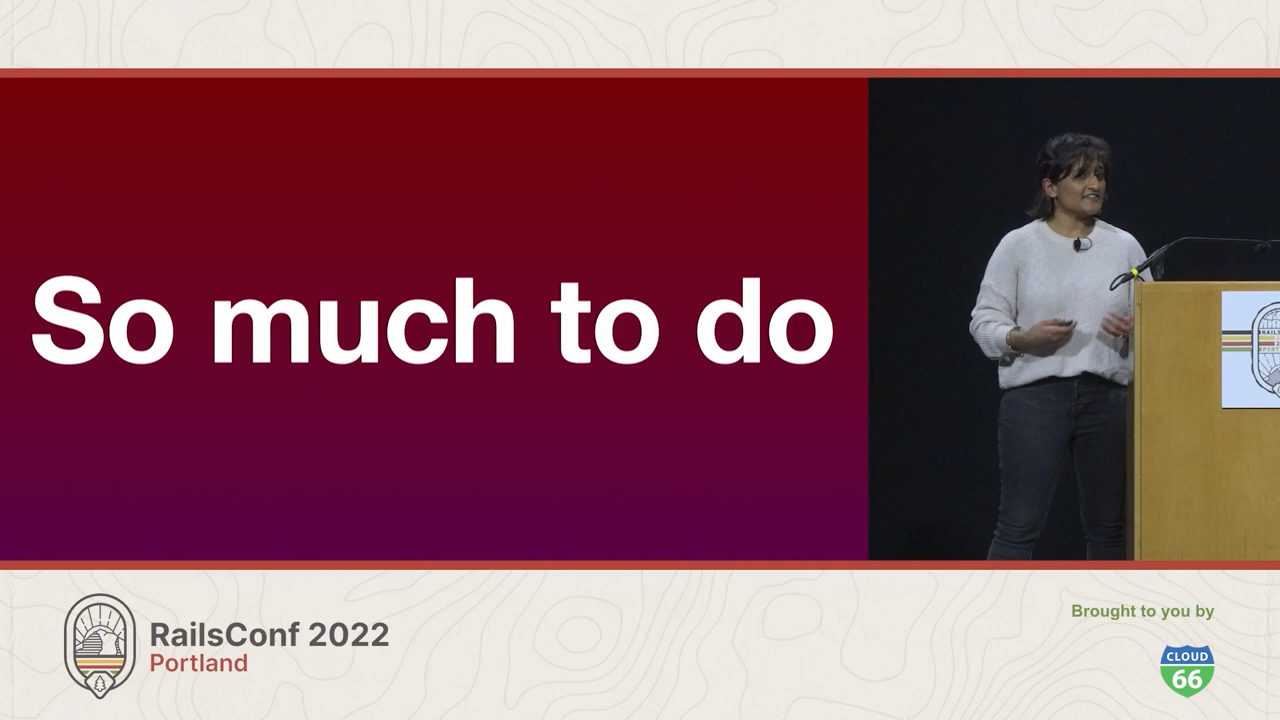 So much to do
RailsConf 2022
Portland
Brought to you by
CLOUD
66